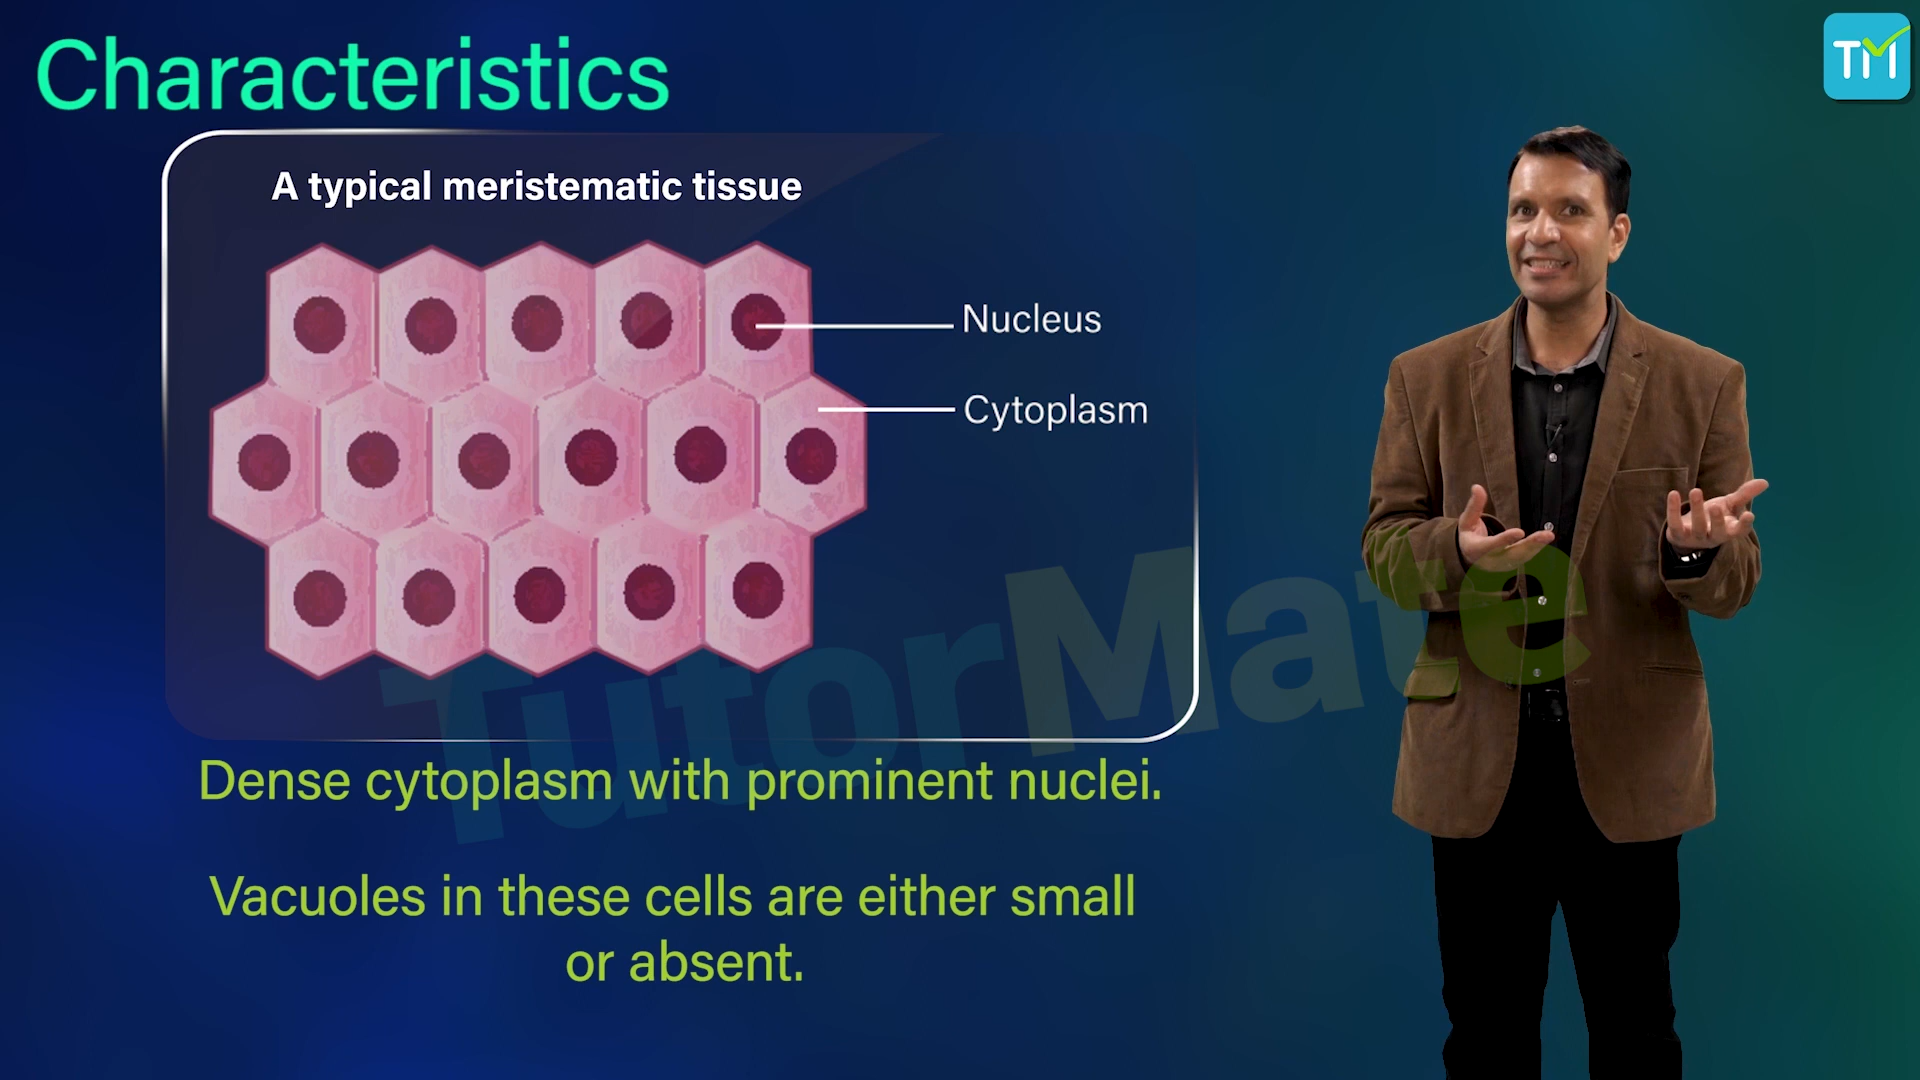 Characteristics
TM
A typical meristematic tissue
Nucleus
Cytoplasm
TutorMate
Dense cytoplasm with prominent nuclei.
Vacuoles in these cells are either small
or absent.